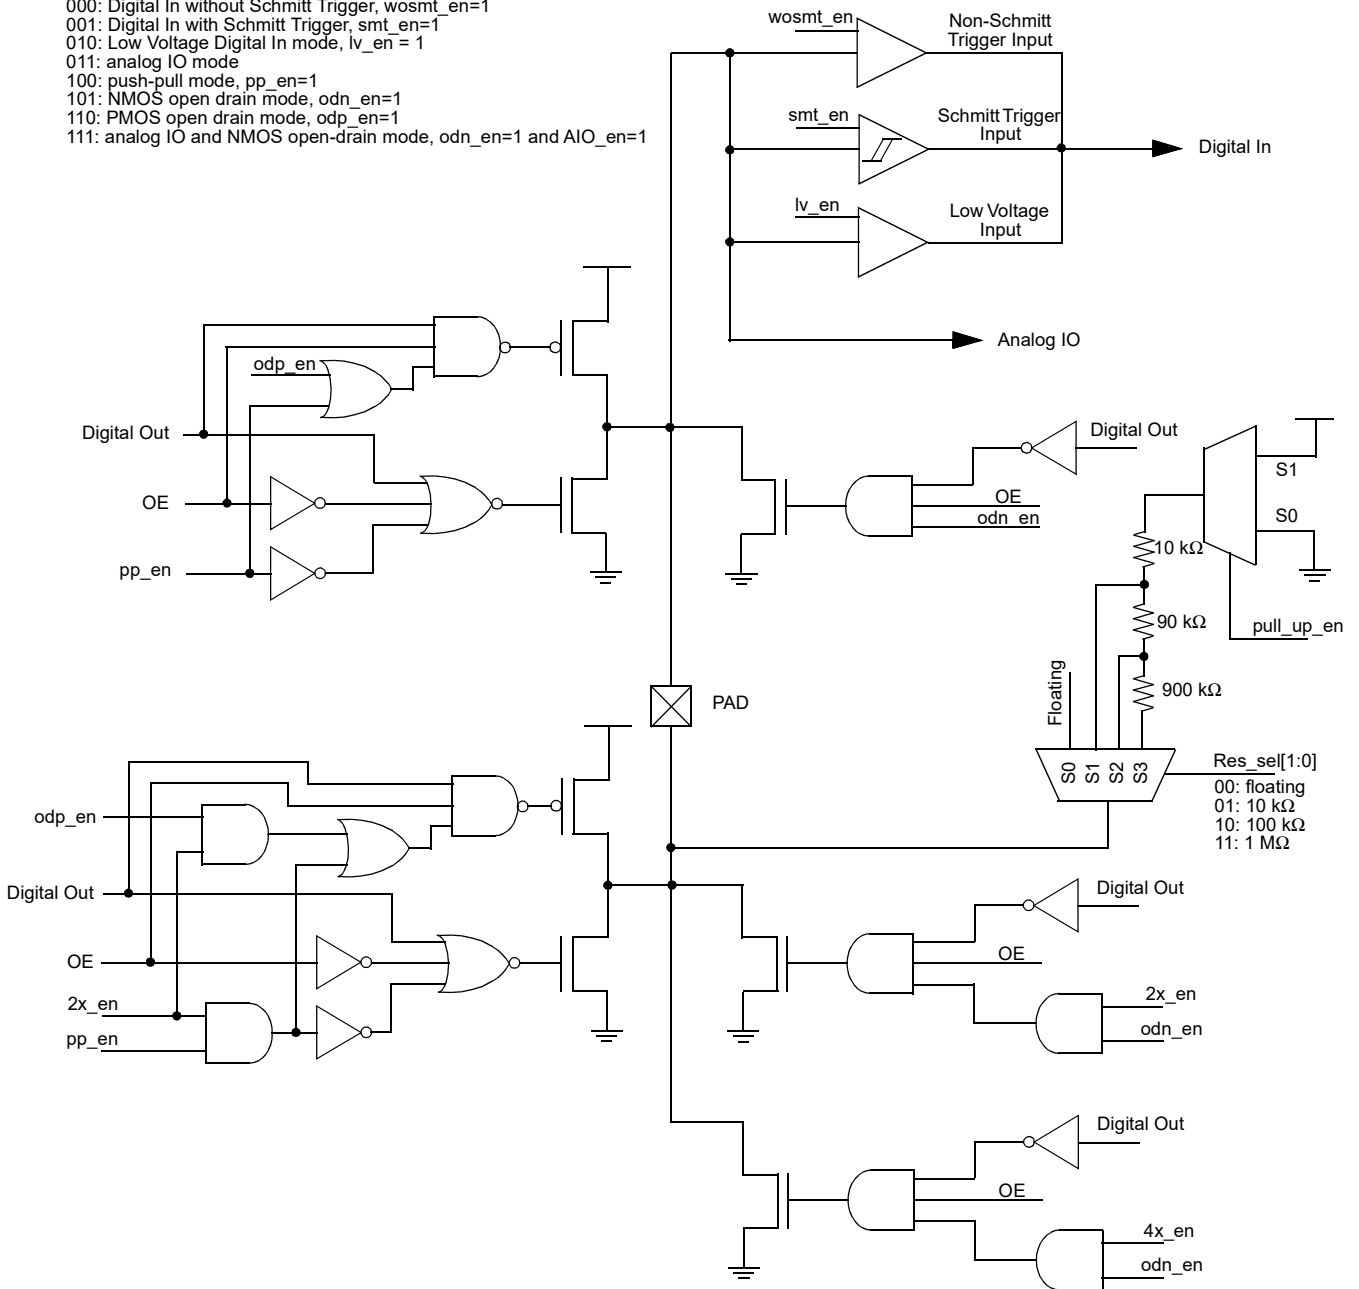 000: Digital In without Schmitt Trigger, wosmt_en=1
001: Digital In with Schmitt Trigger, smt_en=1
010: Low Voltage Digital In mode, lv_en = 1
011: analog IO mode
100: push-pull mode, pp_en=1
101: NMOS open drain mode, odn_en=1
110: PMOS open drain mode, odp_en=1
111: analog IO and NMOS open-drain mode, odn_en=1 and AIO_en=1
wosmt_en
Non-Schmitt
Trigger Input
smt_en
Schmitt Trigger
Input
Digital In
lv_en
Low Voltage
Input
Analog IO
odp_en
Digital Out
OE
pp_en
Digital Out
OE
odn_en
S1
S0
10 kΩ
90 kΩ
pull_up_en
900 kΩ
Floating
PAD
S0
S1
S2
S3
Res_sel[1:0]
00: floating
01: 10 kΩ
10: 100 kΩ
11: 1 MΩ
odp_en
Digital Out
OE
2x_en
pp_en
Digital Out
OE
2x_en
odn_en
Digital Out
OE
4x_en
odn_en